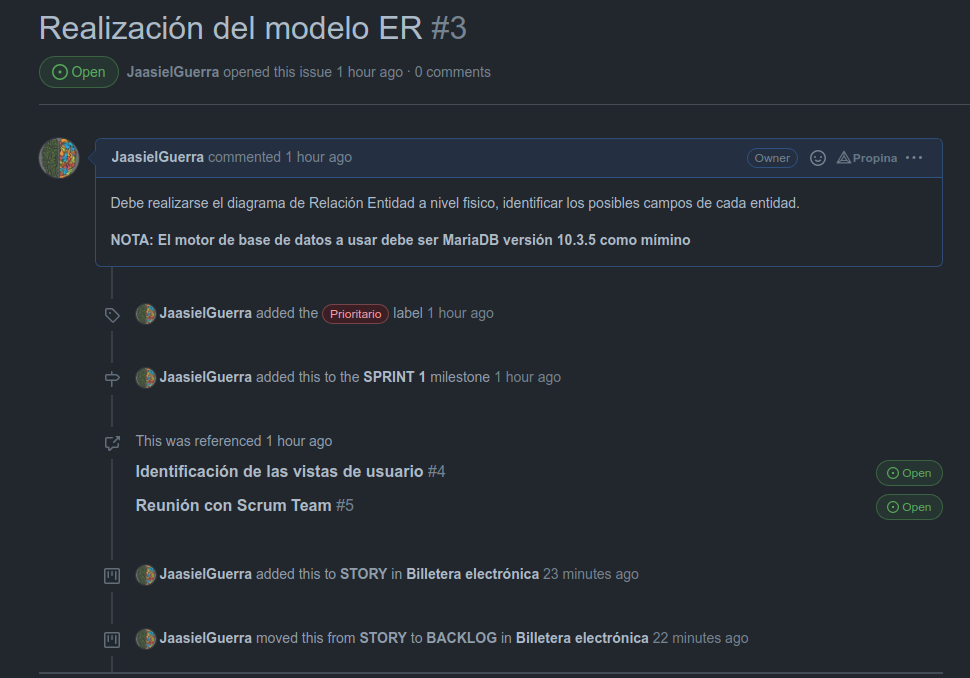 Realización del modelo ER #3
Open JaasielGuerra opened this issue 1 hour ago · 0 comments
JaasielGuerra commented 1 hour ago Owner Propina ···
Debe realizarse el diagrama de Relación Entidad a nivel fisico, identificar los posibles campos de cada entidad.
NOTA: El motor de base de datos a usar debe ser MariaDB versión 10.3.5 como mímino
JaasielGuerra added the Prioritario label 1 hour ago
JaasielGuerra added this to the SPRINT 1 milestone 1 hour ago
This was referenced 1 hour ago
Identificación de las vistas de usuario #4 Open
Reunión con Scrum Team #5 Open
JaasielGuerra added this to STORY in Billetera electrónica 23 minutes ago
JaasielGuerra moved this from STORY to BACKLOG in Billetera electrónica 22 minutes ago